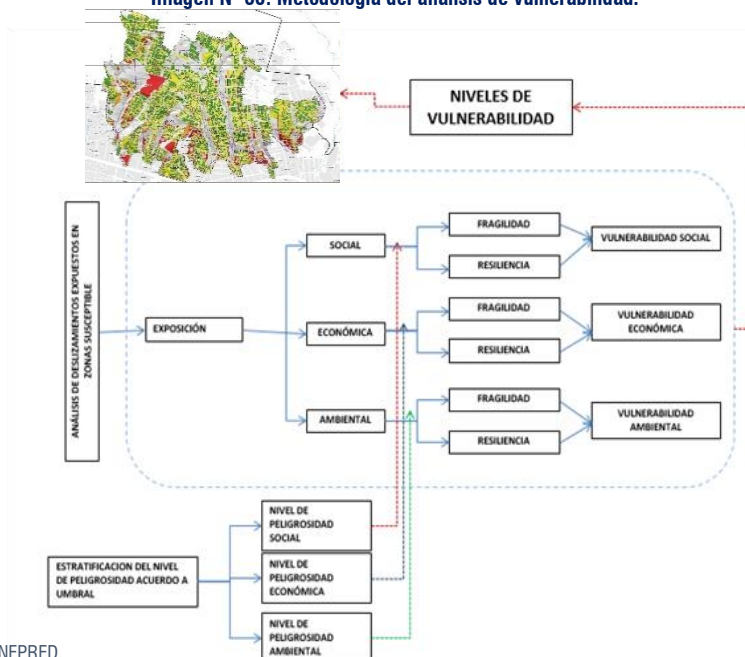 Imagen N° 00: Metodología del análisis de vulnerabilidad.
NIVELES DE
VULNERABILIDAD
ANÁLISIS DE DESLIZAMIENTOS EXPUESTOS EN
ZONAS SUSCEPTIBLE
EXPOSICIÓN
SOCIAL
FRAGILIDAD
RESILIENCIA
VULNERABILIDAD SOCIAL
ECONÓMICA
FRAGILIDAD
RESILIENCIA
VULNERABILIDAD
ECONÓMICA
AMBIENTAL
FRAGILIDAD
RESILIENCIA
VULNERABILIDAD
AMBIENTAL
ESTRATIFICACION DEL NIVEL
DE PELIGROSIDAD ACUERDO A
UMBRAL
NIVEL DE
PELIGROSIDAD
SOCIAL
NIVEL DE
PELIGROSIDAD
ECONÓMICA
NIVEL DE
PELIGROSIDAD
AMBIENTAL
NEPRED